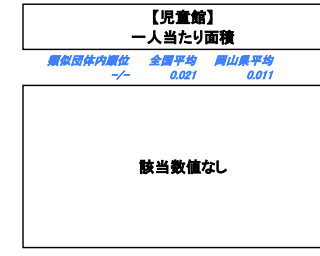 【児童館】
一人当たり面積
類似団体内順位 全国平均 岡山県平均
-/- 0.021 0.011
該当数値なし